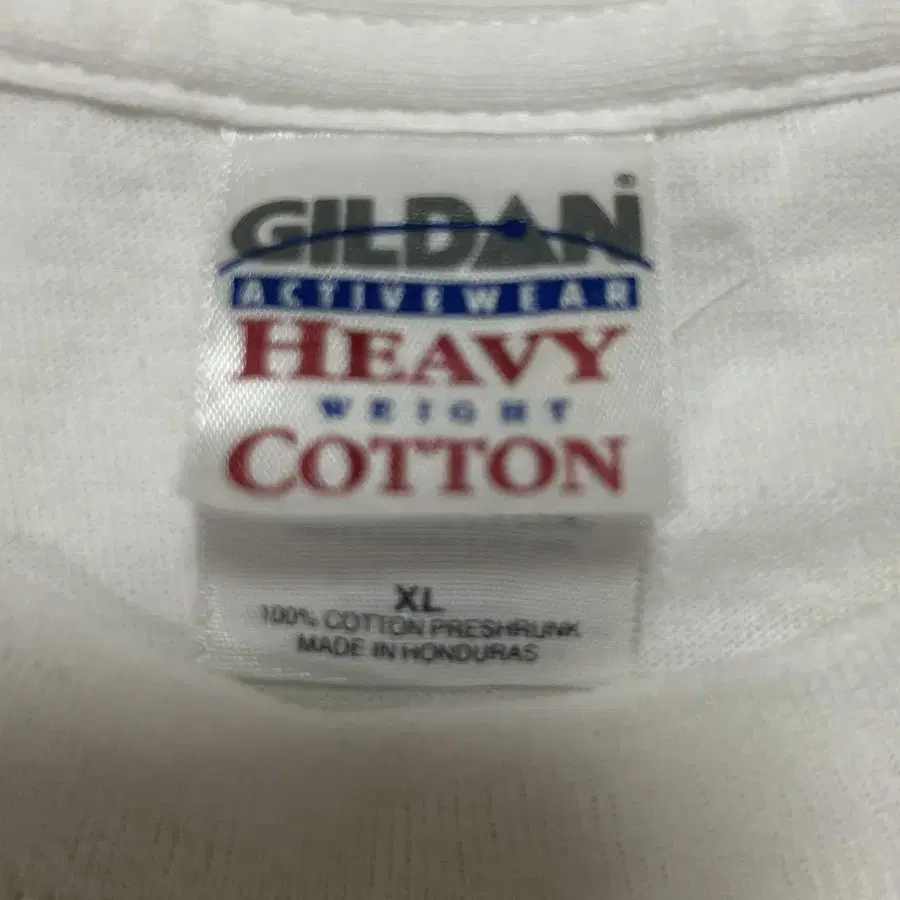 GILDAN®
ACTIVEWEAR
HEAVY
WEIGHT
COTTON
XL
100% COTTON PRESHRUNK
MADE IN HONDURAS